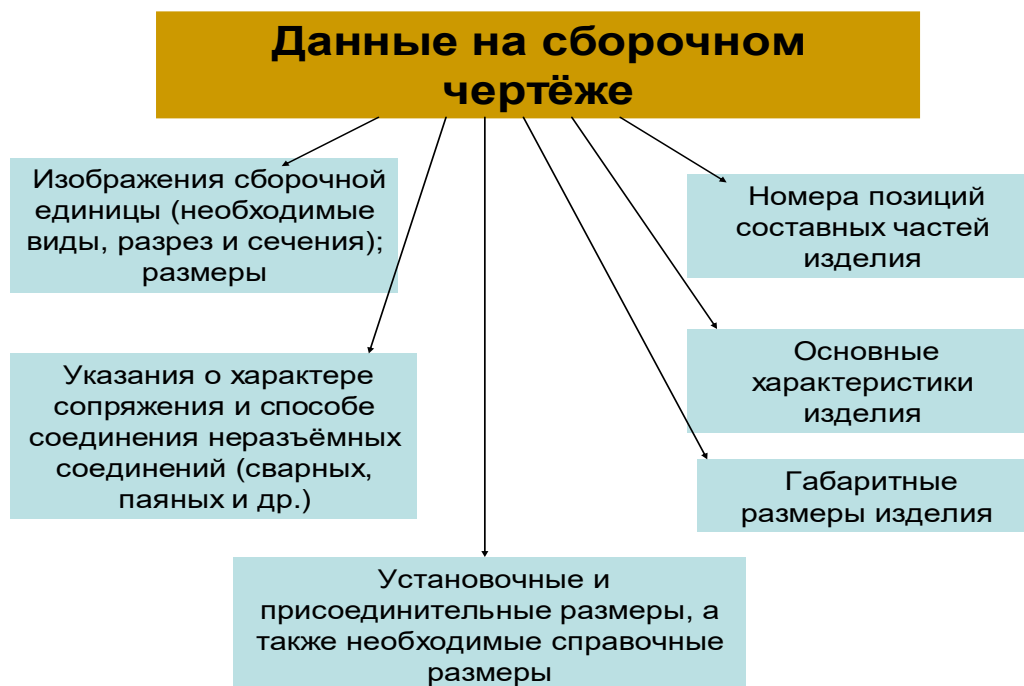 Данные на сборочном
чертёже
Изображения сборочной
единицы (необходимые
виды, разрез и сечения);
размеры
Номера позиций
составных частей
изделия
Указания о характере
сопряжения и способе
соединения неразъёмных
соединений (сварных,
паяных и др.)
Основные
характеристики
изделия
Габаритные
размеры изделия
Установочные и
присоединительные размеры, а
также необходимые справочные
размеры